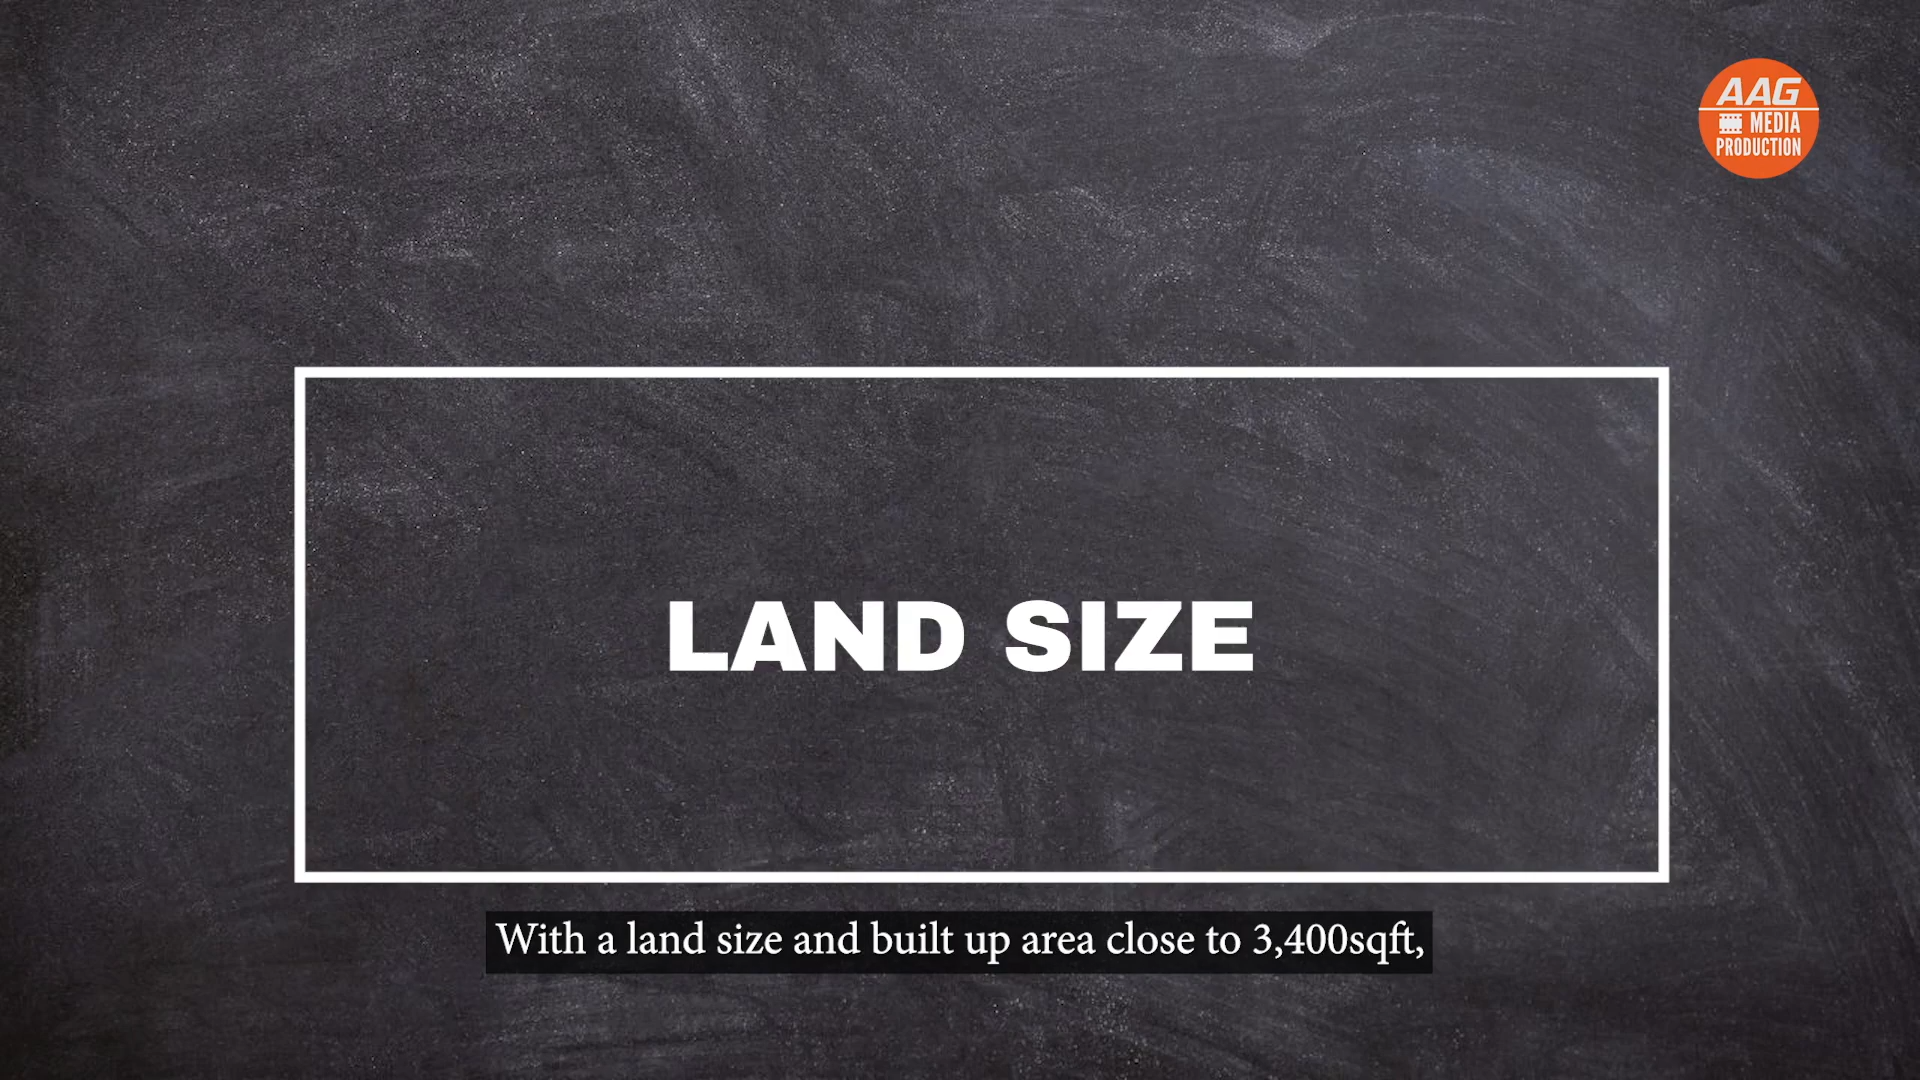 AAG
MEDIA
PRODUCTION
LAND SIZE
With a land size and built up area close to 3,400sqft,